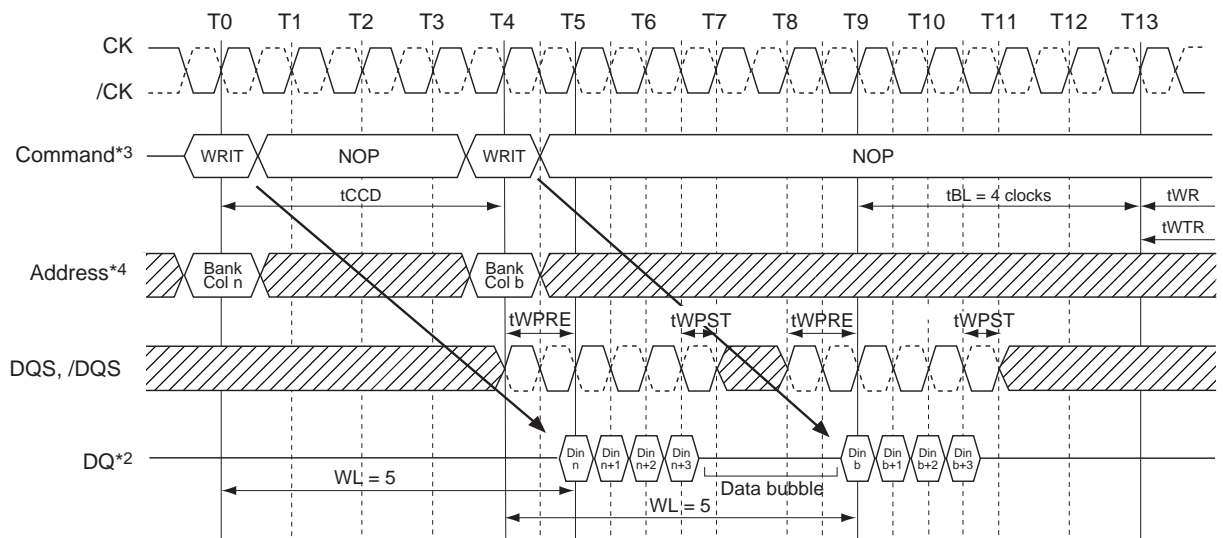 T0 T1 T2 T3 T4 T5 T6 T7 T8 T9 T10 T11 T12 T13
CK
/CK
Command*3 WRIT NOP WRIT NOP
tCCD tBL = 4 clocks tWR
tWTR
Address*4 Bank Col n Bank Col b
tWPRE tWPST tWPRE tWPST
DQS, /DQS
DQ*2 Din n Din n+1 Din n+2 Din n+3 Din b Din b+1 Din b+2 Din b+3
WL = 5 Data bubble
WL = 5